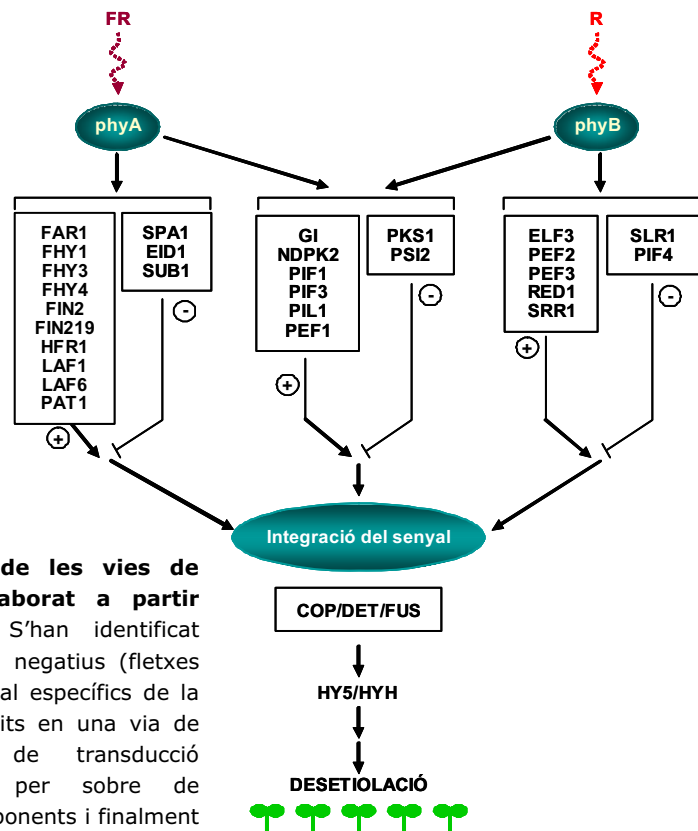 FR
R
phyA
phyB
FAR1
FHY1
FHY3
FHY4
FIN2
FIN219
HFR1
LAF1
LAF6
PAT1
+
SPA1
EID1
SUB1
-
GI
NDPK2
PIF1
PIF3
PIL1
PEF1
+
PKS1
PSI2
-
ELF3
PEF2
PEF3
RED1
SRR1
+
SLR1
PIF4
-
Integració del senyal
COP/DET/FUS
HY5/HYH
DESETIOLACIÓ
de les vies de
aborat a partir
S'han identificat
negatius (fletxes
al específics de la
its en una via de
de transducció
per sobre de
ponents i finalment